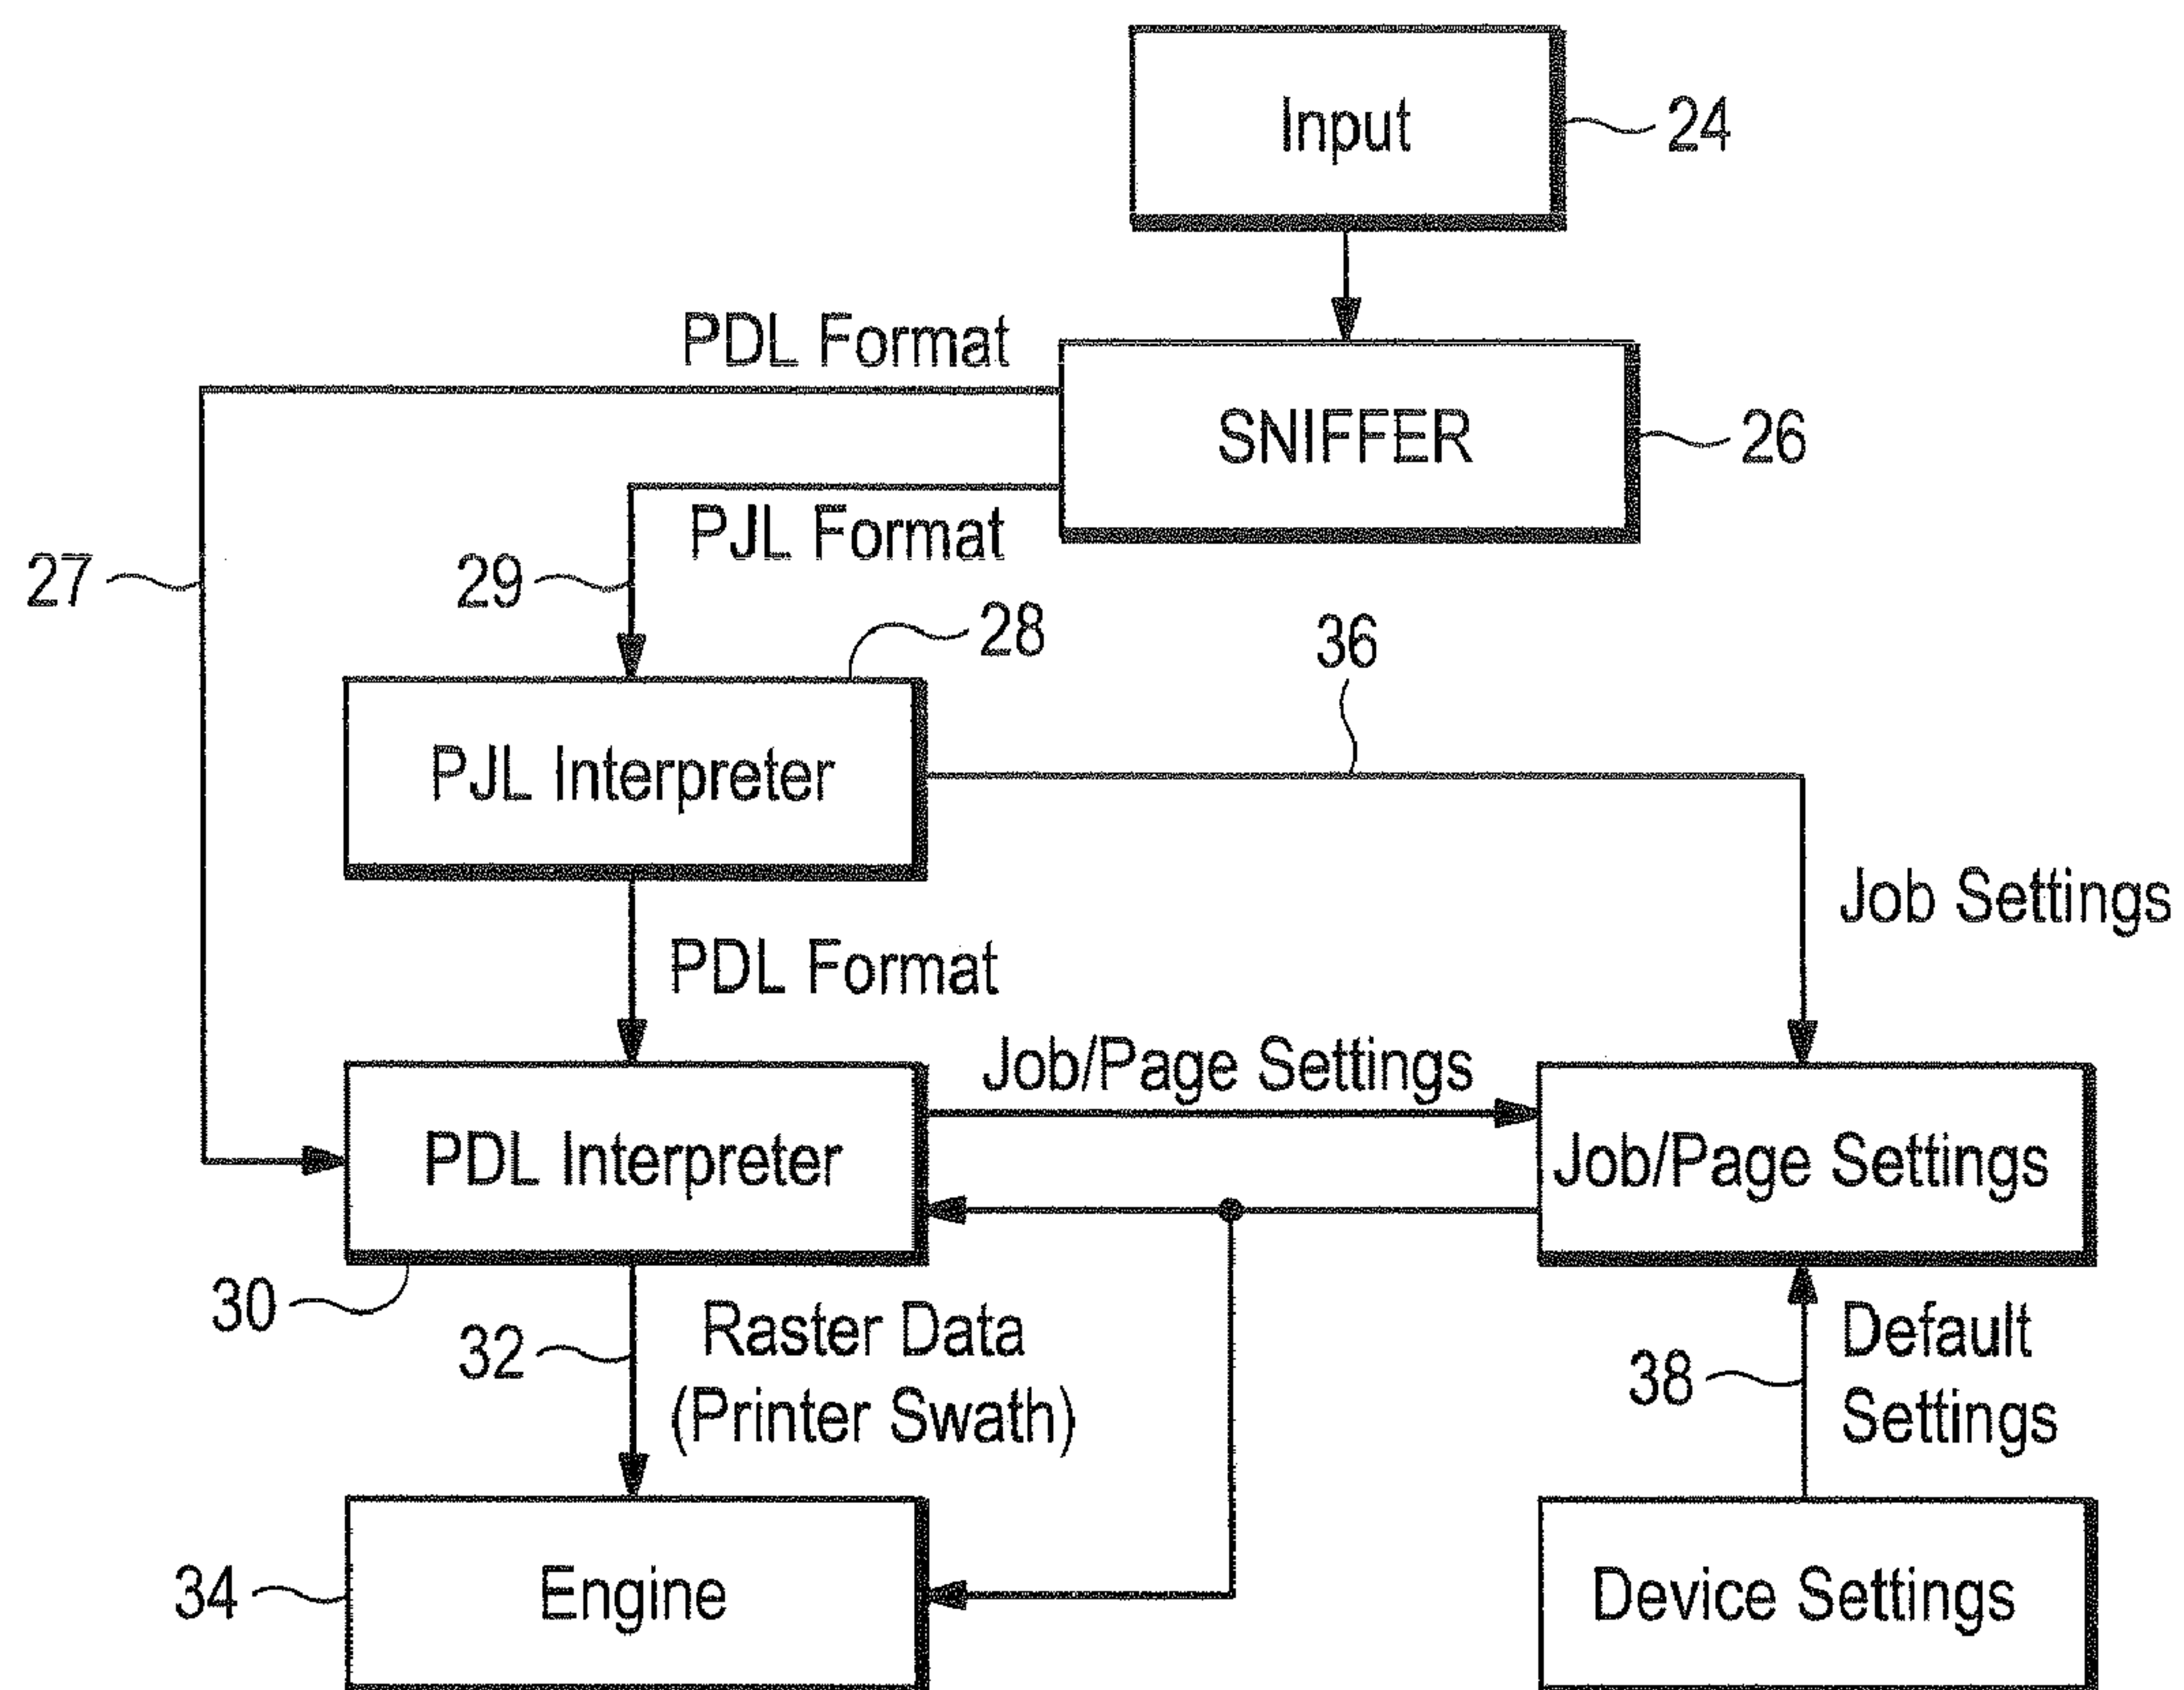 Input
24
PDL Format
SNIFFER
26
PJL Format
27
29
28
36
PJL Interpreter
Job Settings
PDL Format
Job/Page Settings
PDL Interpreter
Job/Page Settings
30
32
Raster Data
(Printer Swath)
38
Default
Settings
34
Engine
Device Settings